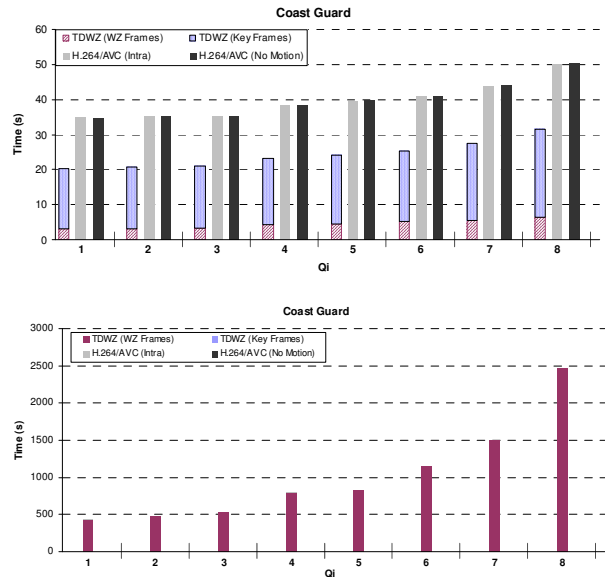 Coast Guard
60
TDWZ (WZ Frames) TDWZ (Key Frames)
H.264/AVC (Intra) H.264/AVC (No Motion)
50
40
30
20
10
0
Time (s)
1 2 3 4 5 6 7 8
Qi
Coast Guard
3000
TDWZ (WZ Frames) TDWZ (Key Frames)
H.264/AVC (Intra) H.264/AVC (No Motion)
2500
2000
1500
1000
500
0
Time (s)
1 2 3 4 5 6 7 8
Qi